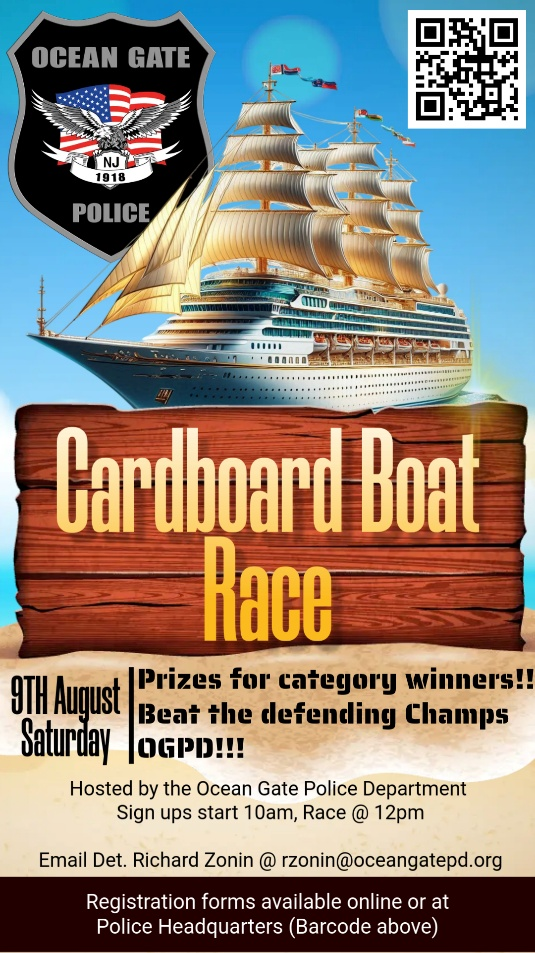 OCEAN GATE
NJ
1918
POLICE
Cardboard Boat
Race
9TH August
Saturday
Prizes for category winners!!
Beat the defending Champs
OGPD!!!
Hosted by the Ocean Gate Police Department
Sign ups start 10am, Race @ 12pm
Email Det. Richard Zonin @ rzonin@oceangatepd.org
Registration forms available online or at
Police Headquarters (Barcode above)